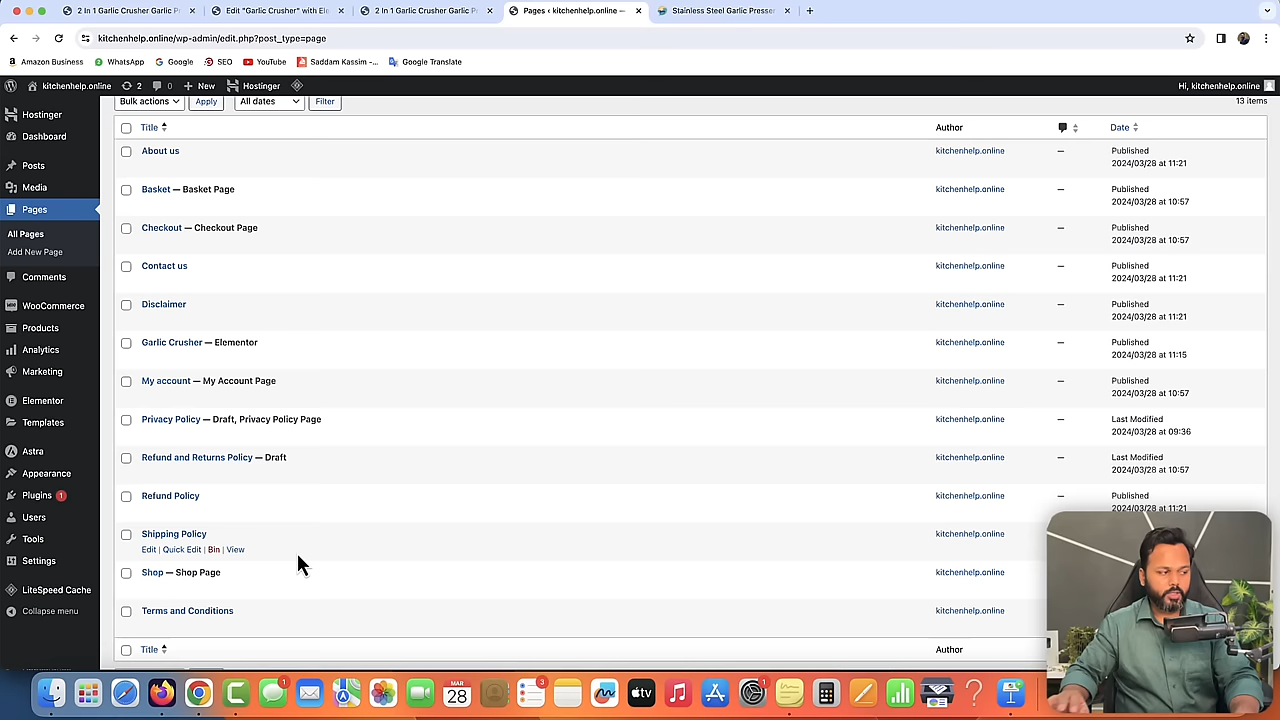 2 In 1 Garlic Crusher Garlic P
Edit "Garlic Crusher" with Ele
2 In 1 Garlic Crusher Garlic P
Pages ‹ kitchenhelp.online —
Stainless Steel Garlic Presser
kitchenhelp.online/wp-admin/edit.php?post_type=page
Amazon Business
WhatsApp
Google
SEO
YouTube
Saddam Kassim -...
Google Translate
kitchenhelp.online
2
0
New
Hostinger
Hi, kitchenhelp.online
Hostinger
Dashboard
Posts
Media
Pages
All Pages
Add New Page
Comments
WooCommerce
Products
Analytics
Marketing
Elementor
Templates
Astra
Appearance
Plugins 1
Users
Tools
Settings
LiteSpeed Cache
Collapse menu
Bulk actions
Apply
All dates
Filter
13 items
Title
Author
Date
About us
kitchenhelp.online
—
Published
2024/03/28 at 11:21
Basket — Basket Page
kitchenhelp.online
—
Published
2024/03/28 at 10:57
Checkout — Checkout Page
kitchenhelp.online
—
Published
2024/03/28 at 10:57
Contact us
kitchenhelp.online
—
Published
2024/03/28 at 11:21
Disclaimer
kitchenhelp.online
—
Published
2024/03/28 at 11:21
Garlic Crusher — Elementor
kitchenhelp.online
—
Published
2024/03/28 at 11:15
My account — My Account Page
kitchenhelp.online
—
Published
2024/03/28 at 10:57
Privacy Policy — Draft, Privacy Policy Page
kitchenhelp.online
—
Last Modified
2024/03/28 at 09:36
Refund and Returns Policy — Draft
kitchenhelp.online
—
Last Modified
2024/03/28 at 10:57
Refund Policy
kitchenhelp.online
—
Published
2024/03/28 at 11:21
Shipping Policy
Edit | Quick Edit | Bin | View
kitchenhelp.online
Shop — Shop Page
kitchenhelp.online
Terms and Conditions
kitchenhelp.online
Title
Author
1
MAR
28
3
tv
1